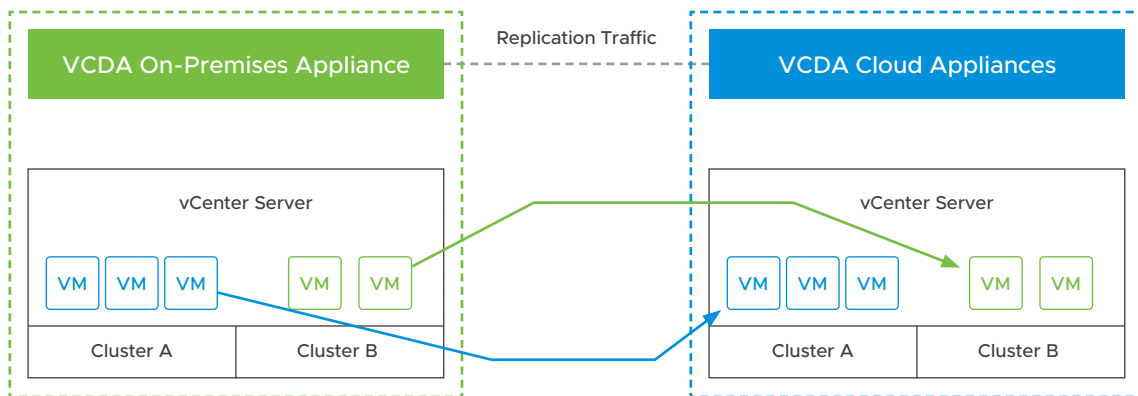 Replication Traffic
VCDA On-Premises Appliance
VCDA Cloud Appliances
vCenter Server
VM VM VM VM VM
Cluster A Cluster B
vCenter Server
VM VM VM VM VM
Cluster A Cluster B